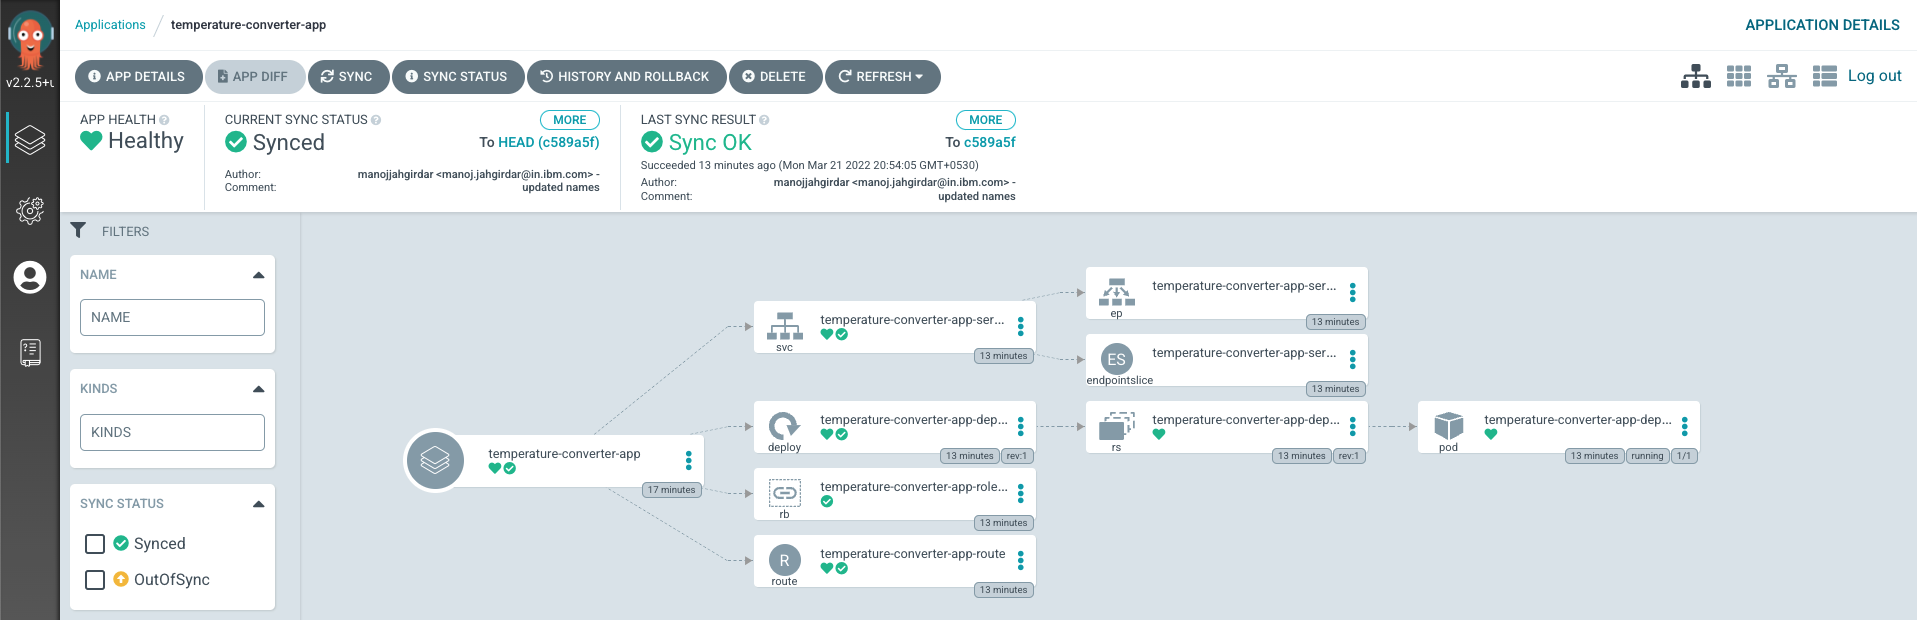 Applications / temperature-converter-app
APPLICATION DETAILS
v2.2.5+u
APP DETAILS
APP DIFF
SYNC
SYNC STATUS
HISTORY AND ROLLBACK
DELETE
REFRESH
Log out
APP HEALTH
Healthy
CURRENT SYNC STATUS
MORE
Synced
To HEAD (c589a5f)
Author:
manojjahgirdar <manoj.jahgirdar@in.ibm.com> -
Comment:
updated names
LAST SYNC RESULT
MORE
Sync OK
To c589a5f
Succeeded 13 minutes ago (Mon Mar 21 2022 20:54:05 GMT+0530)
Author:
manojjahgirdar <manoj.jahgirdar@in.ibm.com> -
Comment:
updated names
FILTERS
NAME
NAME
KINDS
KINDS
SYNC STATUS
Synced
OutOfSync
temperature-converter-app
17 minutes
temperature-converter-app-ser...
svc
13 minutes
temperature-converter-app-ser...
ep
13 minutes
temperature-converter-app-ser...
ES
endpointslice
13 minutes
temperature-converter-app-dep...
deploy
13 minutes
rev:1
temperature-converter-app-dep...
rs
13 minutes
rev:1
temperature-converter-app-dep...
pod
13 minutes
running
1/1
temperature-converter-app-role...
rb
13 minutes
temperature-converter-app-route
R
route
13 minutes